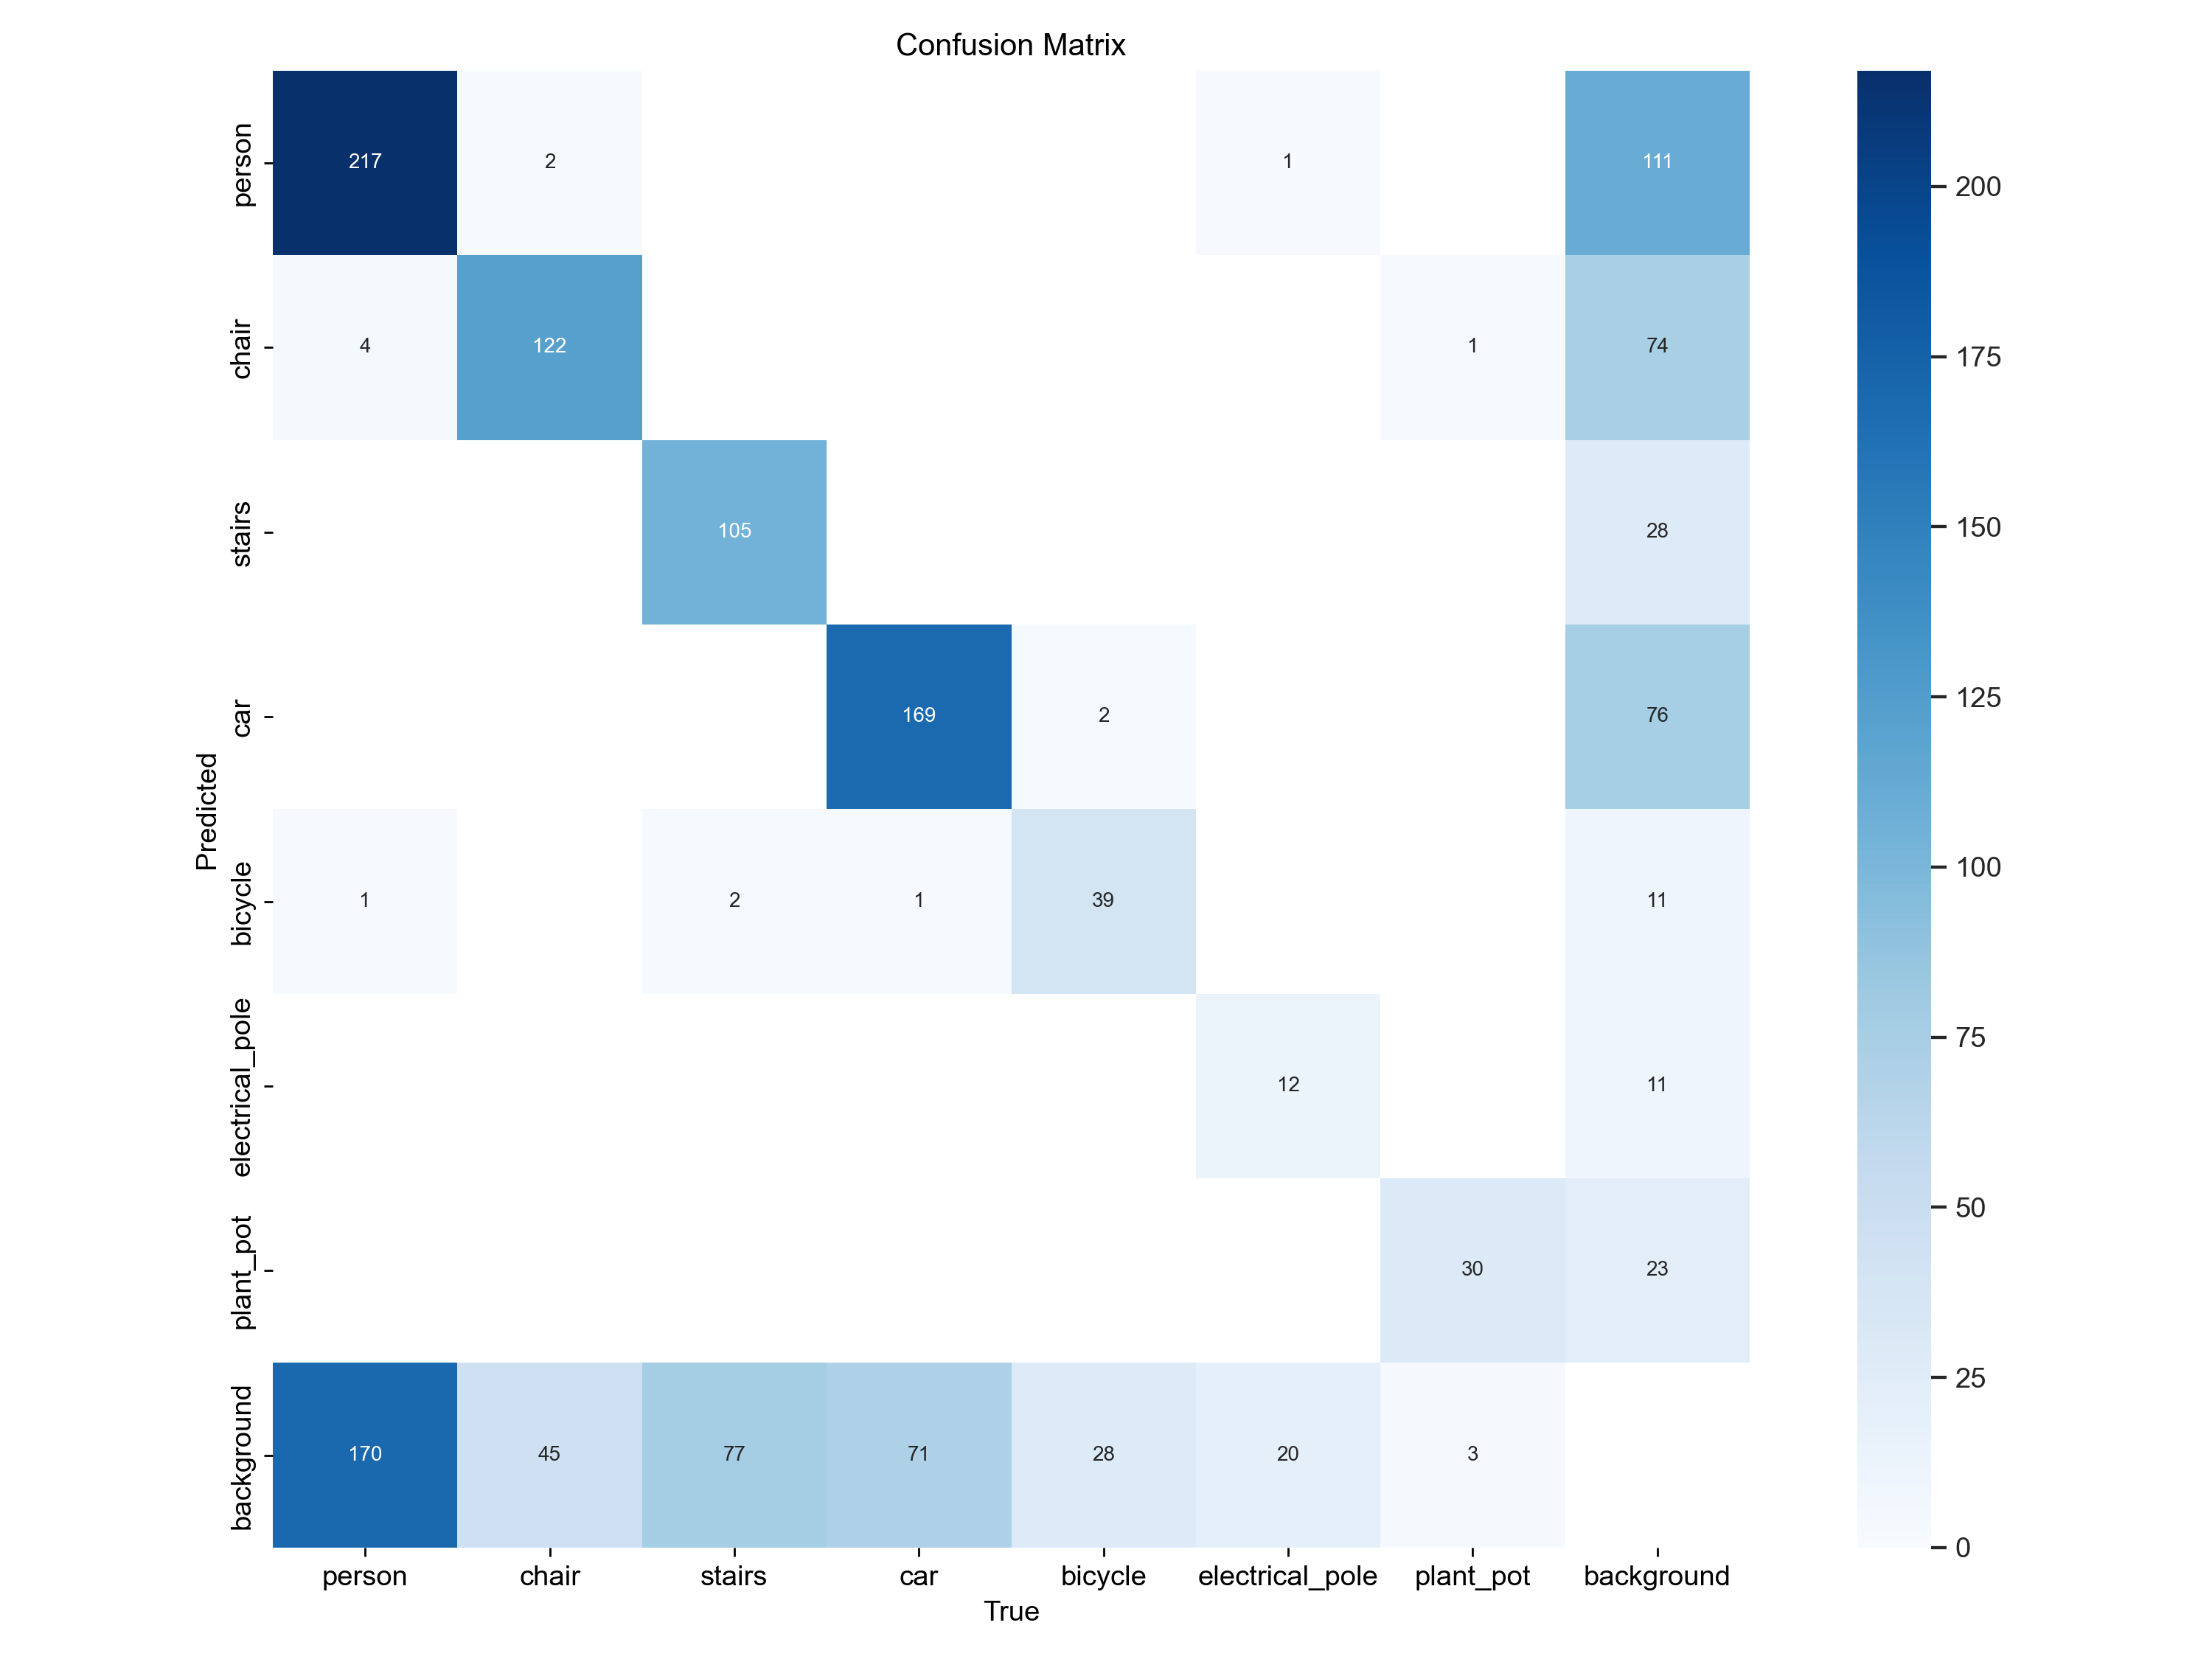 Confusion Matrix
person
217
2
1
111
chair
4
122
1
74
stairs
105
28
car
169
2
76
bicycle
1
2
1
39
11
electrical_pole
12
11
plant_pot
30
23
background
170
45
77
71
28
20
3
Predicted
person
chair
stairs
car
bicycle
electrical_pole
plant_pot
background
True
200
175
150
125
100
75
50
25
0